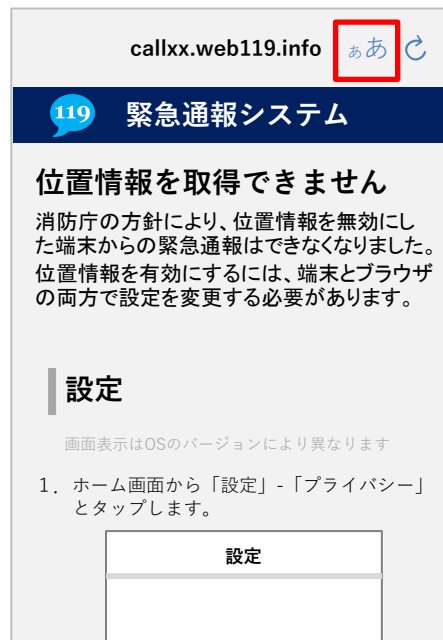 callxx.web119.info ぁあ
119 緊急通報システム
位置情報を取得できません
消防庁の方針により、位置情報を無効にし
た端末からの緊急通報はできなくなりました。
位置情報を有効にするには、端末とブラウザ
の両方で設定を変更する必要があります。
設定
画面表示はOSのバージョンにより異なります
1. ホーム画面から「設定」-「プライバシー」
とタップします。
設定